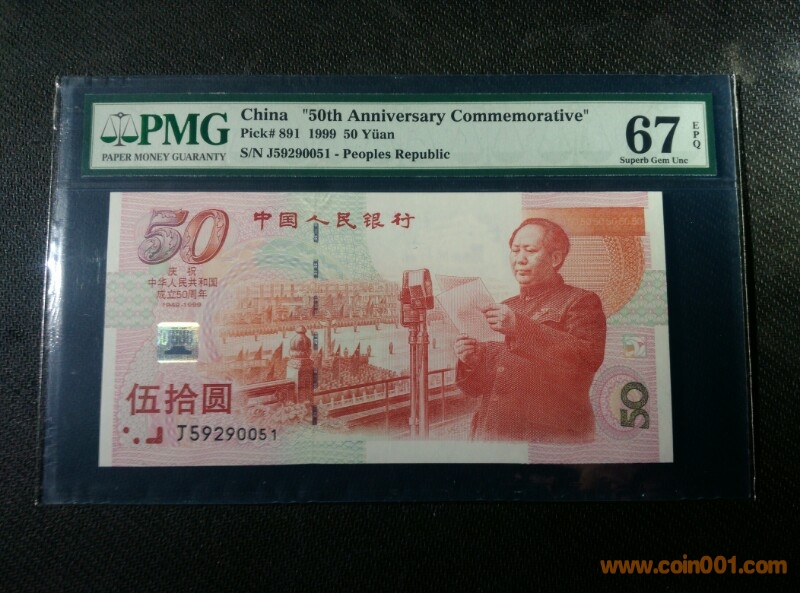 PMG
PAPER MONEY GUARANTY
China "50th Anniversary Commemorative"
Pick# 891 1999 50 Yüan
S/N J59290051 - Peoples Republic
67 EPQ
Superb Gem Unc
50
中国人民银行
庆祝
中华人民共和国
成立50周年
1949-1999
伍拾圆
J59290051
50
www.coin001.com